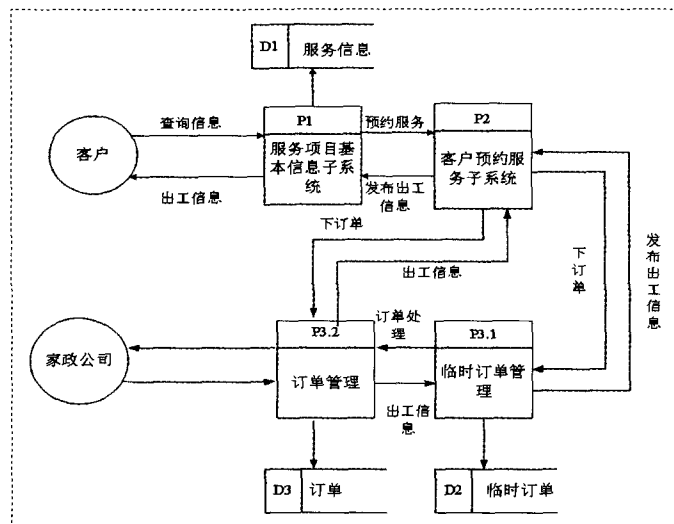 D1 服务信息
P1
查询信息
预约服务
P2
客户
服务项目基
本信息子系
统
客户预约服
务子系统
出工信息
发布出工
信息
下订单
出工信息
下
订
单
发
布
出
工
信
息
P3.2
订单处
理
P3.1
家政公司
订单管理
临时订单管
理
出工信
息
D3 订单
D2 临时订单